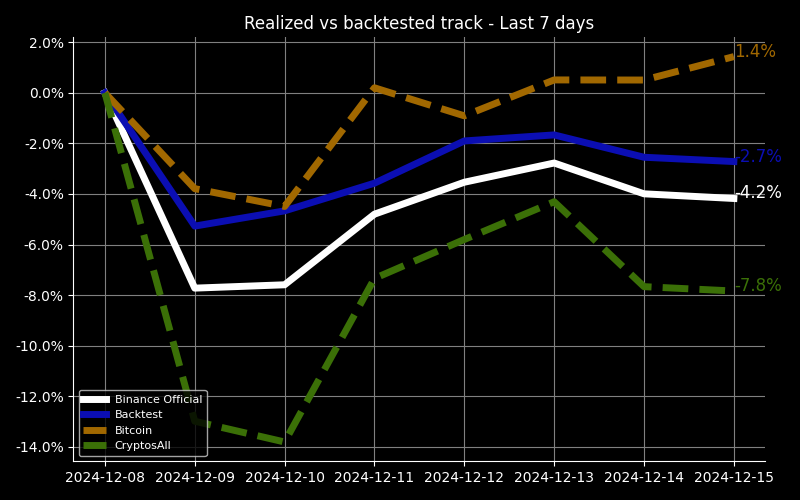 Realized vs backtested track - Last 7 days
2.0%
0.0%
-2.0%
-4.0%
-6.0%
-8.0%
-10.0%
-12.0%
-14.0%
1.4%
-2.7%
-4.2%
-7.8%
Binance Official
Backtest
Bitcoin
CryptosAll
2024-12-08 2024-12-09 2024-12-10 2024-12-11 2024-12-12 2024-12-13 2024-12-14 2024-12-15